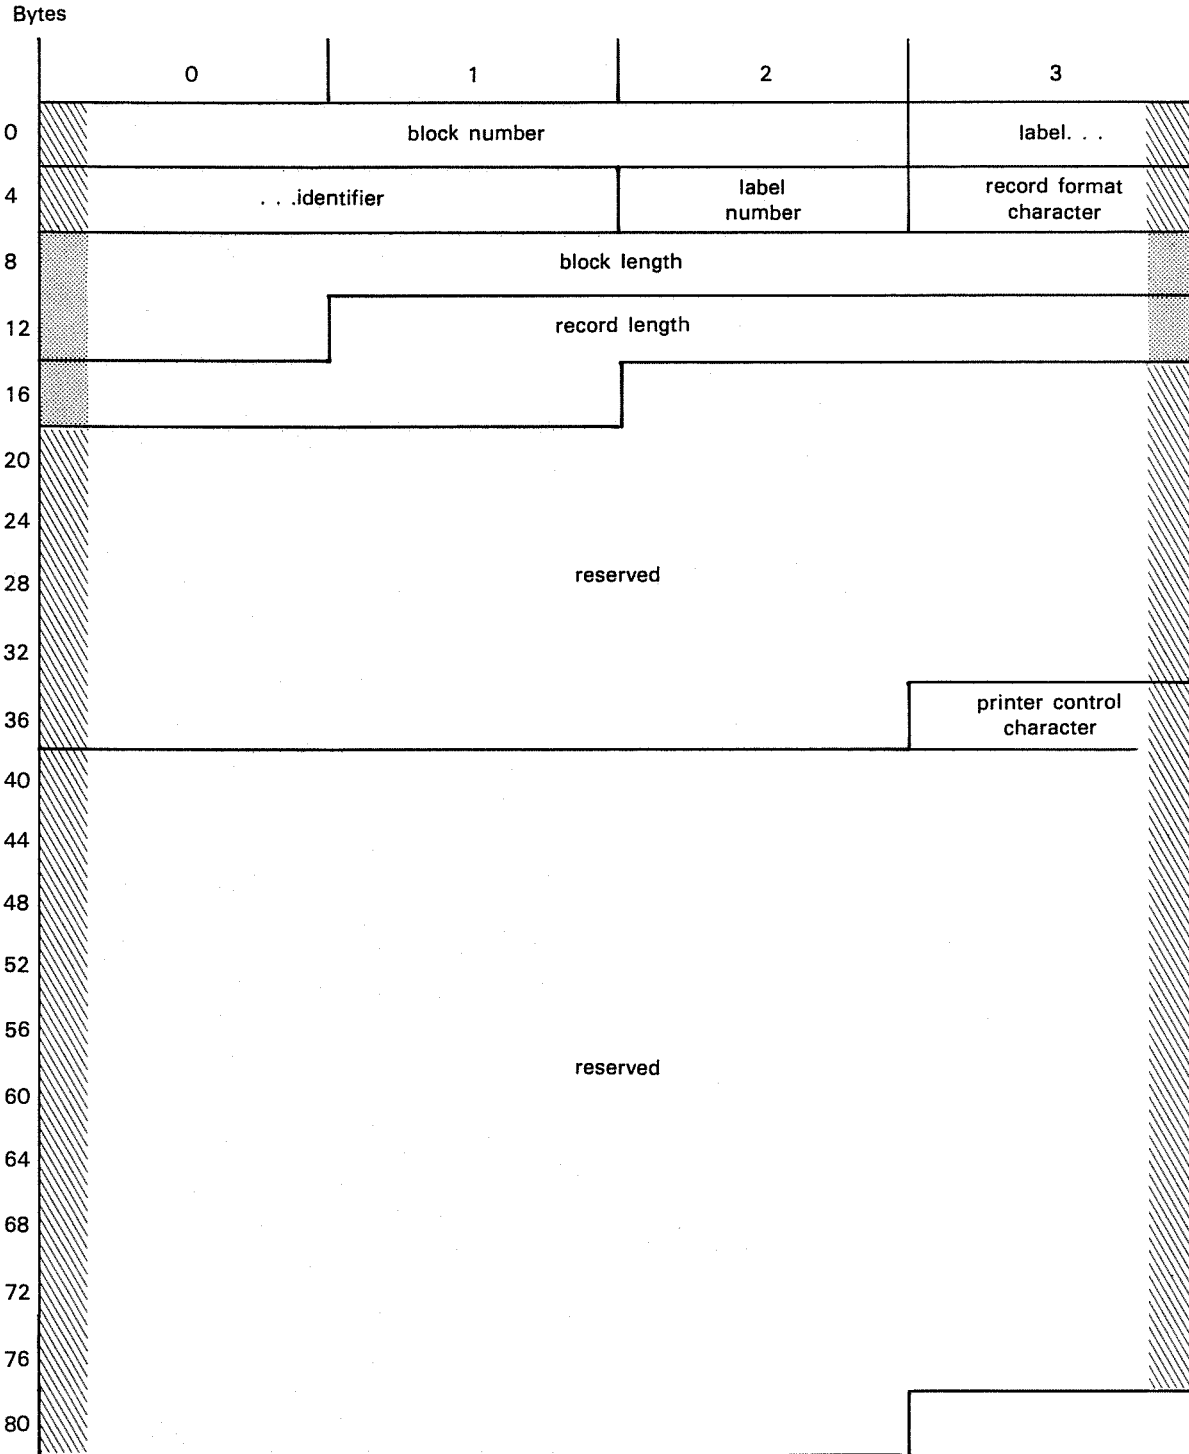 Bytes
0 1 2 3
0 block number label. . .
4 . . .identifier label number record format character
8 block length
12 record length
16
20
24
28 reserved
32
36 printer control character
40
44
48
52
56
reserved
60
64
68
72
76
80